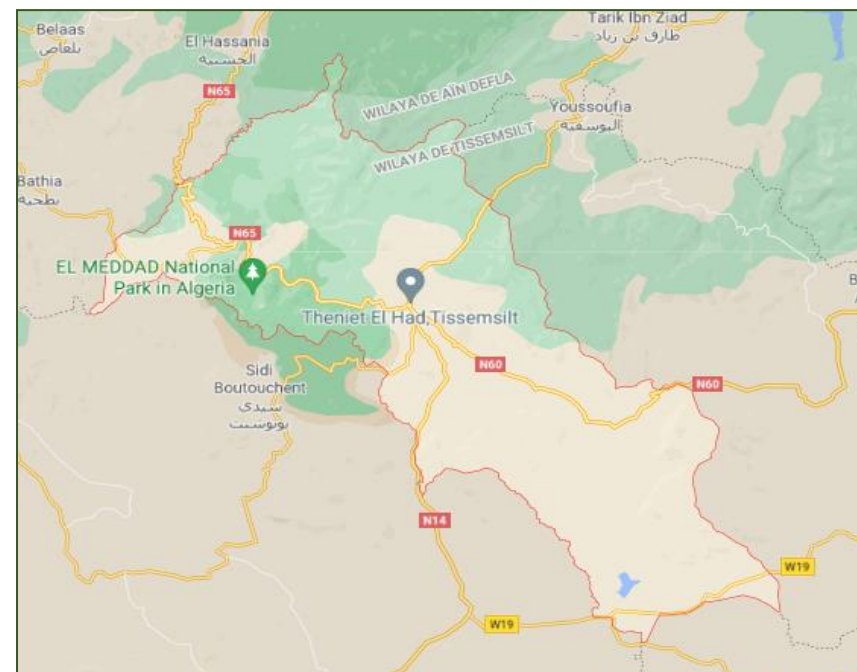 Belaas
بلعاص
El Hassania
الحسنية
Tarik Ibn Ziad
طارف بن زياد
N65
WILAYA DE AÏN DEFLA
WILAYA DE TISSEMSILT
Youssoufia
اليوسفية
Bathia
بطحية
N65
EL MEDDAD National
Park in Algeria
Theniet El Had,Tissemsilt
Sidi
Boutouchent
سيدي
بوتوشنت
N60
N60
N14
W19
W19